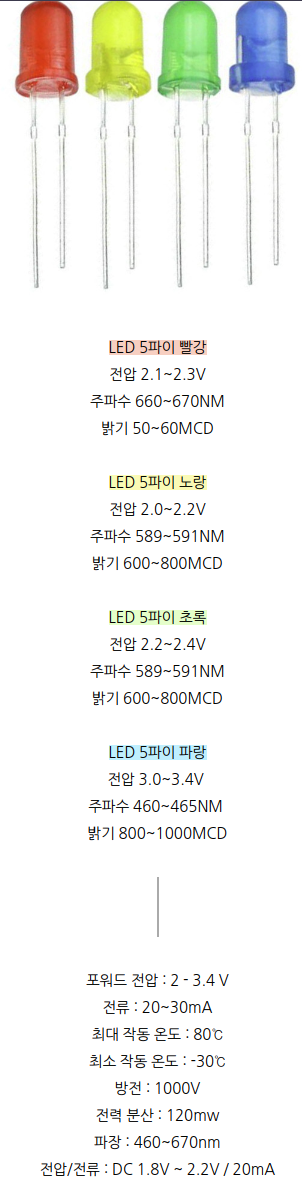 LED 5파이 빨강
전압 2.1~2.3V
주파수 660~670NM
밝기 50~60MCD
LED 5파이 노랑
전압 2.0~2.2V
주파수 589~591NM
밝기 600~800MCD
LED 5파이 초록
전압 2.2~2.4V
주파수 589~591NM
밝기 600~800MCD
LED 5파이 파랑
전압 3.0~3.4V
주파수 460~465NM
밝기 800~1000MCD
포워드 전압 : 2 - 3.4 V
전류 : 20~30mA
최대 작동 온도 : 80℃
최소 작동 온도 : -30℃
방전 : 1000V
전력 분산 : 120mw
파장 : 460~670nm
전압/전류 : DC 1.8V ~ 2.2V / 20mA